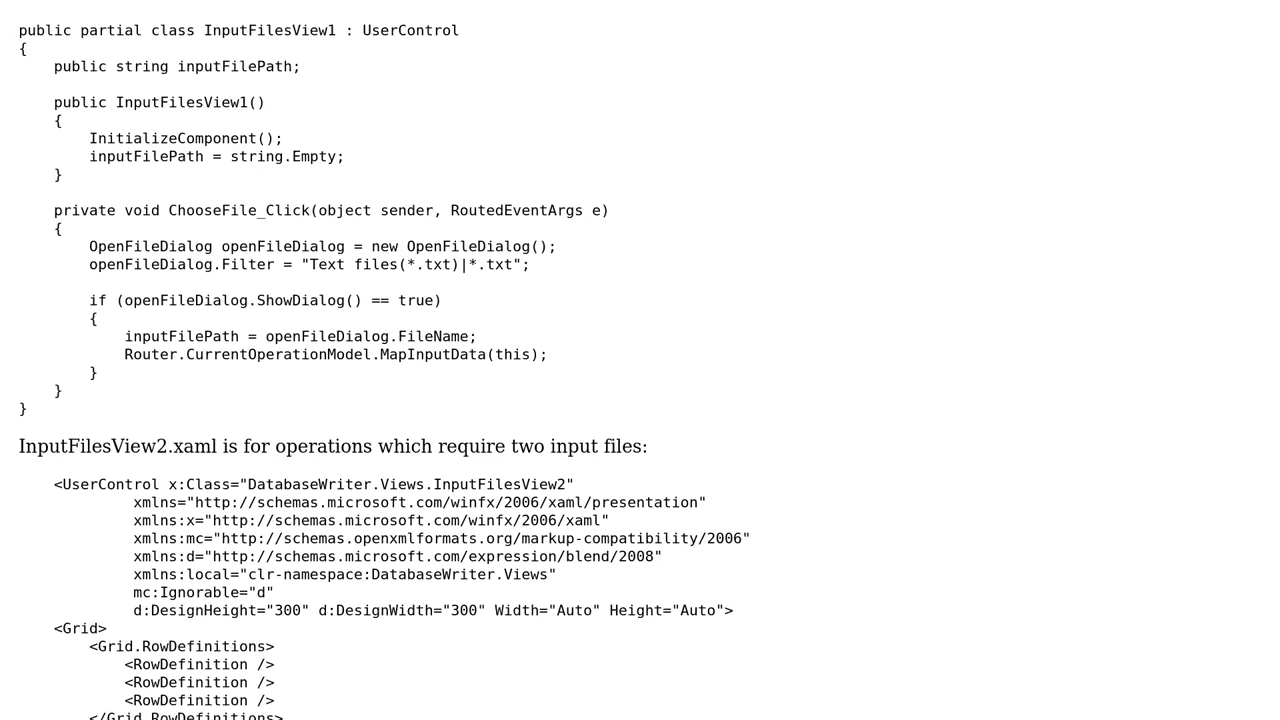 public partial class InputFilesView1 : UserControl
{
    public string inputFilePath;

    public InputFilesView1()
    {
        InitializeComponent();
        inputFilePath = string.Empty;
    }

    private void ChooseFile_Click(object sender, RoutedEventArgs e)
    {
        OpenFileDialog openFileDialog = new OpenFileDialog();
        openFileDialog.Filter = "Text files(*.txt)|*.txt";

        if (openFileDialog.ShowDialog() == true)
        {
            inputFilePath = openFileDialog.FileName;
            Router.CurrentOperationModel.MapInputData(this);
        }
    }
}
InputFilesView2.xaml is for operations which require two input files:
    <UserControl x:Class="DatabaseWriter.Views.InputFilesView2"
             xmlns="http://schemas.microsoft.com/winfx/2006/xaml/presentation"
             xmlns:x="http://schemas.microsoft.com/winfx/2006/xaml"
             xmlns:mc="http://schemas.openxmlformats.org/markup-compatibility/2006"
             xmlns:d="http://schemas.microsoft.com/expression/blend/2008"
             xmlns:local="clr-namespace:DatabaseWriter.Views"
             mc:Ignorable="d"
             d:DesignHeight="300" d:DesignWidth="300" Width="Auto" Height="Auto">
    <Grid>
        <Grid.RowDefinitions>
            <RowDefinition />
            <RowDefinition />
            <RowDefinition />
        </Grid.RowDefinitions>